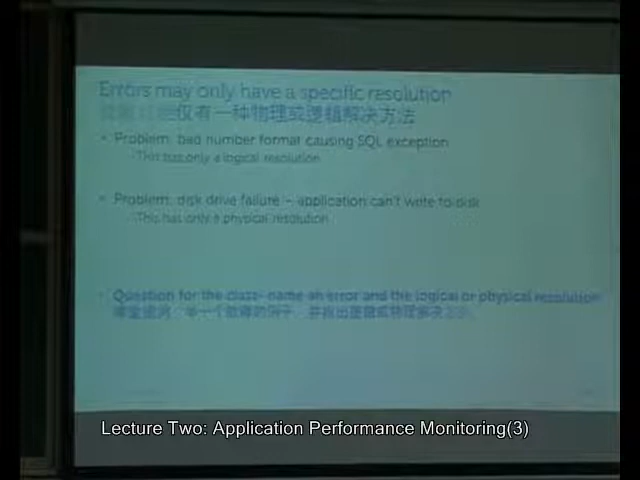 Errors may only have a specific resolution
仅有一种物理或逻辑解决方法
Problem: bad number format causing SQL exception
This has only a logical resolution
Problem: disk drive failure – application can't write to disk
This has only a physical resolution
Question for the class- name an error and the logical or physical resolution
Lecture Two: Application Performance Monitoring(3)